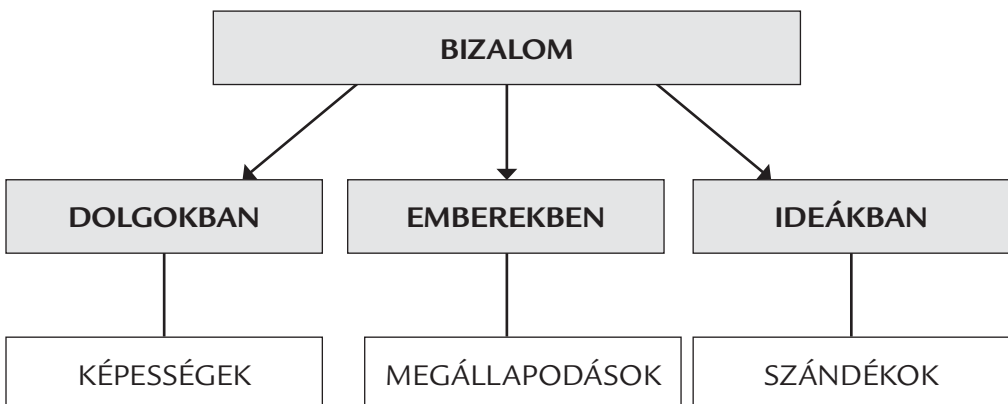 BIZALOM
DOLGOKBAN
EMBEREKBEN
IDEÁKBAN
KÉPESSÉGEK
MEGÁLLAPODÁSOK
SZÁNDÉKOK